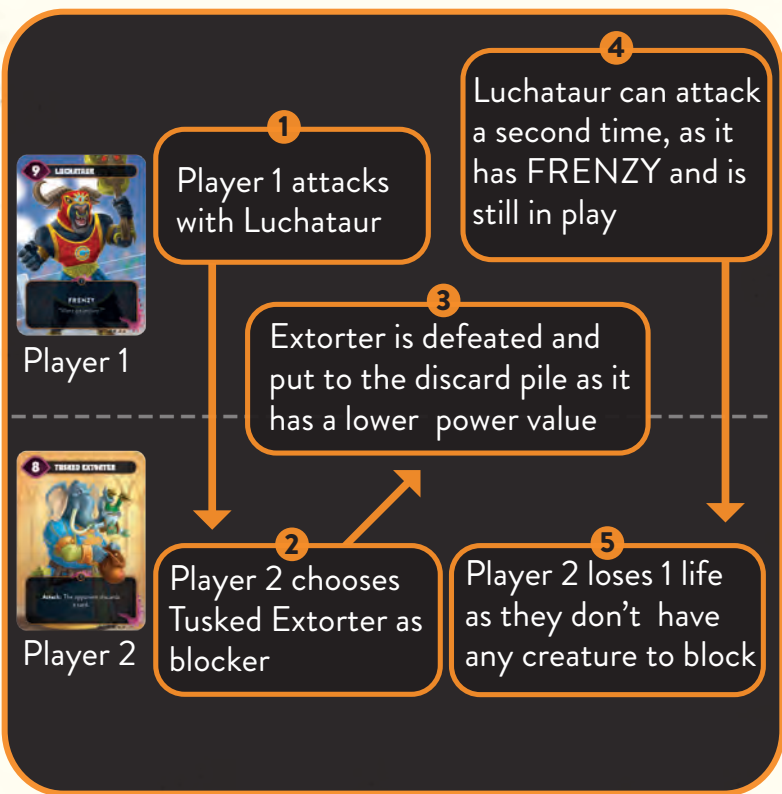 1
Player 1 attacks
with Luchataur
4
Luchataur can attack
a second time, as it
has FRENZY and is
still in play
9 LUCHATAUR
FRENZY
Player 1
3
Extorter is defeated and
put to the discard pile as it
has a lower power value
8 TUSKED EXTORTER
Attack: The opponent discards
a card.
Player 2
2
Player 2 chooses
Tusked Extorter as
blocker
5
Player 2 loses 1 life
as they don't have
any creature to block